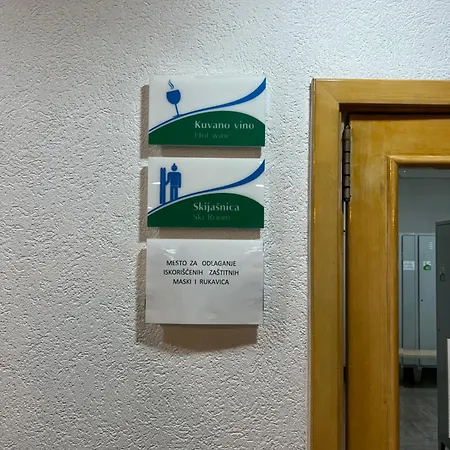 Kuvano vino
Hot wine
Skijašnica
Ski Room
MESTO ZA ODLAGANJE
ISKORIŠĆENIH ZAŠTITNIH
MASKI I RUKAVICA